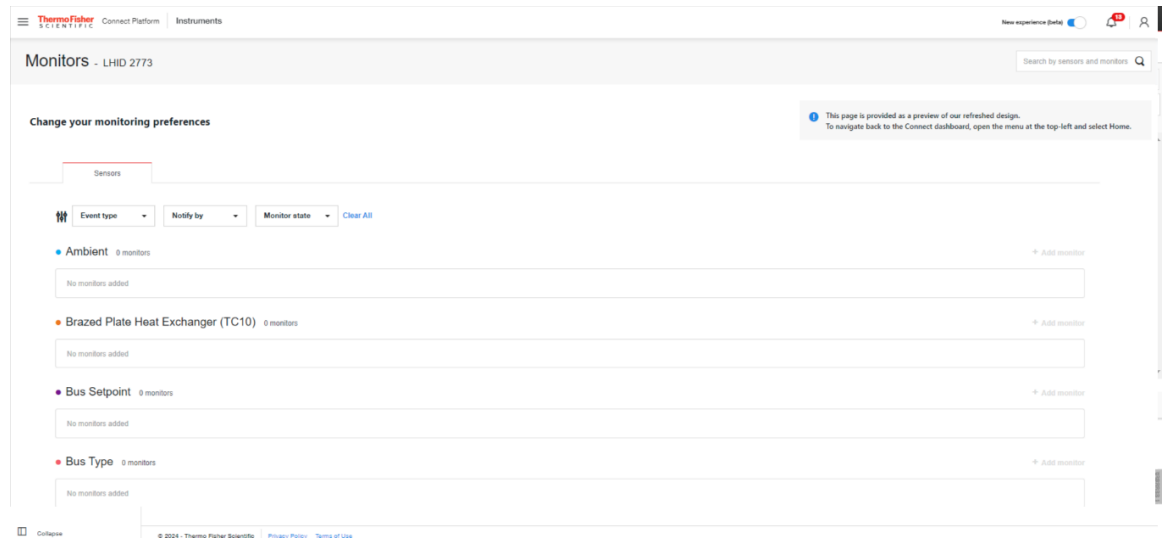 ThermoFisher SCIENTIFIC Connect Platform Instruments New experience (beta) 10
Monitors - LHID 2773 Search by sensors and monitors
Change your monitoring preferences
This page is provided as a preview of our refreshed design.
To navigate back to the Connect dashboard, open the menu at the top-left and select Home.
Sensors
Event type Notify by Monitor state Clear All
Ambient 0 monitors + Add monitor
No monitors added
Brazed Plate Heat Exchanger (TC10) 0 monitors + Add monitor
No monitors added
Bus Setpoint 0 monitors + Add monitor
No monitors added
Bus Type 0 monitors + Add monitor
No monitors added
Collapse © 2024 - Thermo Fisher Scientific Privacy Policy Terms of Use